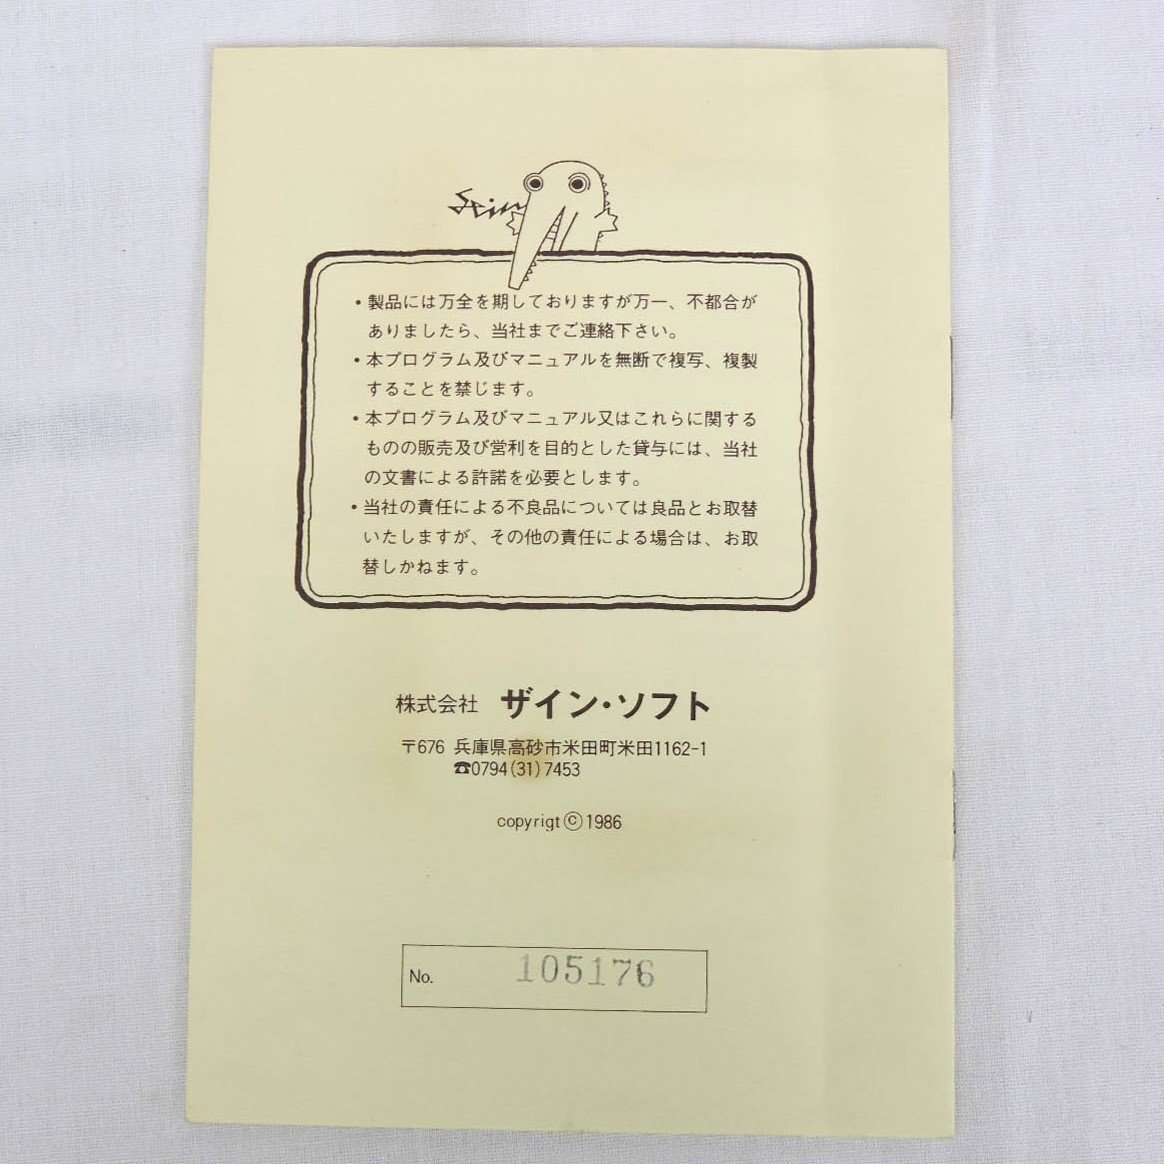 Sein
・製品には万全を期しておりますが万一、不都合が
ありましたら、当社までご連絡下さい。
・本プログラム及びマニュアルを無断で複写、複製
することを禁じます。
・本プログラム及びマニュアル又はこれらに関する
ものの販売及び営利を目的とした貸与には、当社
の文書による許諾を必要とします。
・当社の責任による不良品については良品とお取替
いたしますが、その他の責任による場合は、お取
替しかねます。
株式会社 ザイン・ソフト
〒676 兵庫県高砂市米田町米田1162-1
☎0794(31)7453
copyrigt ©1986
No. 105176